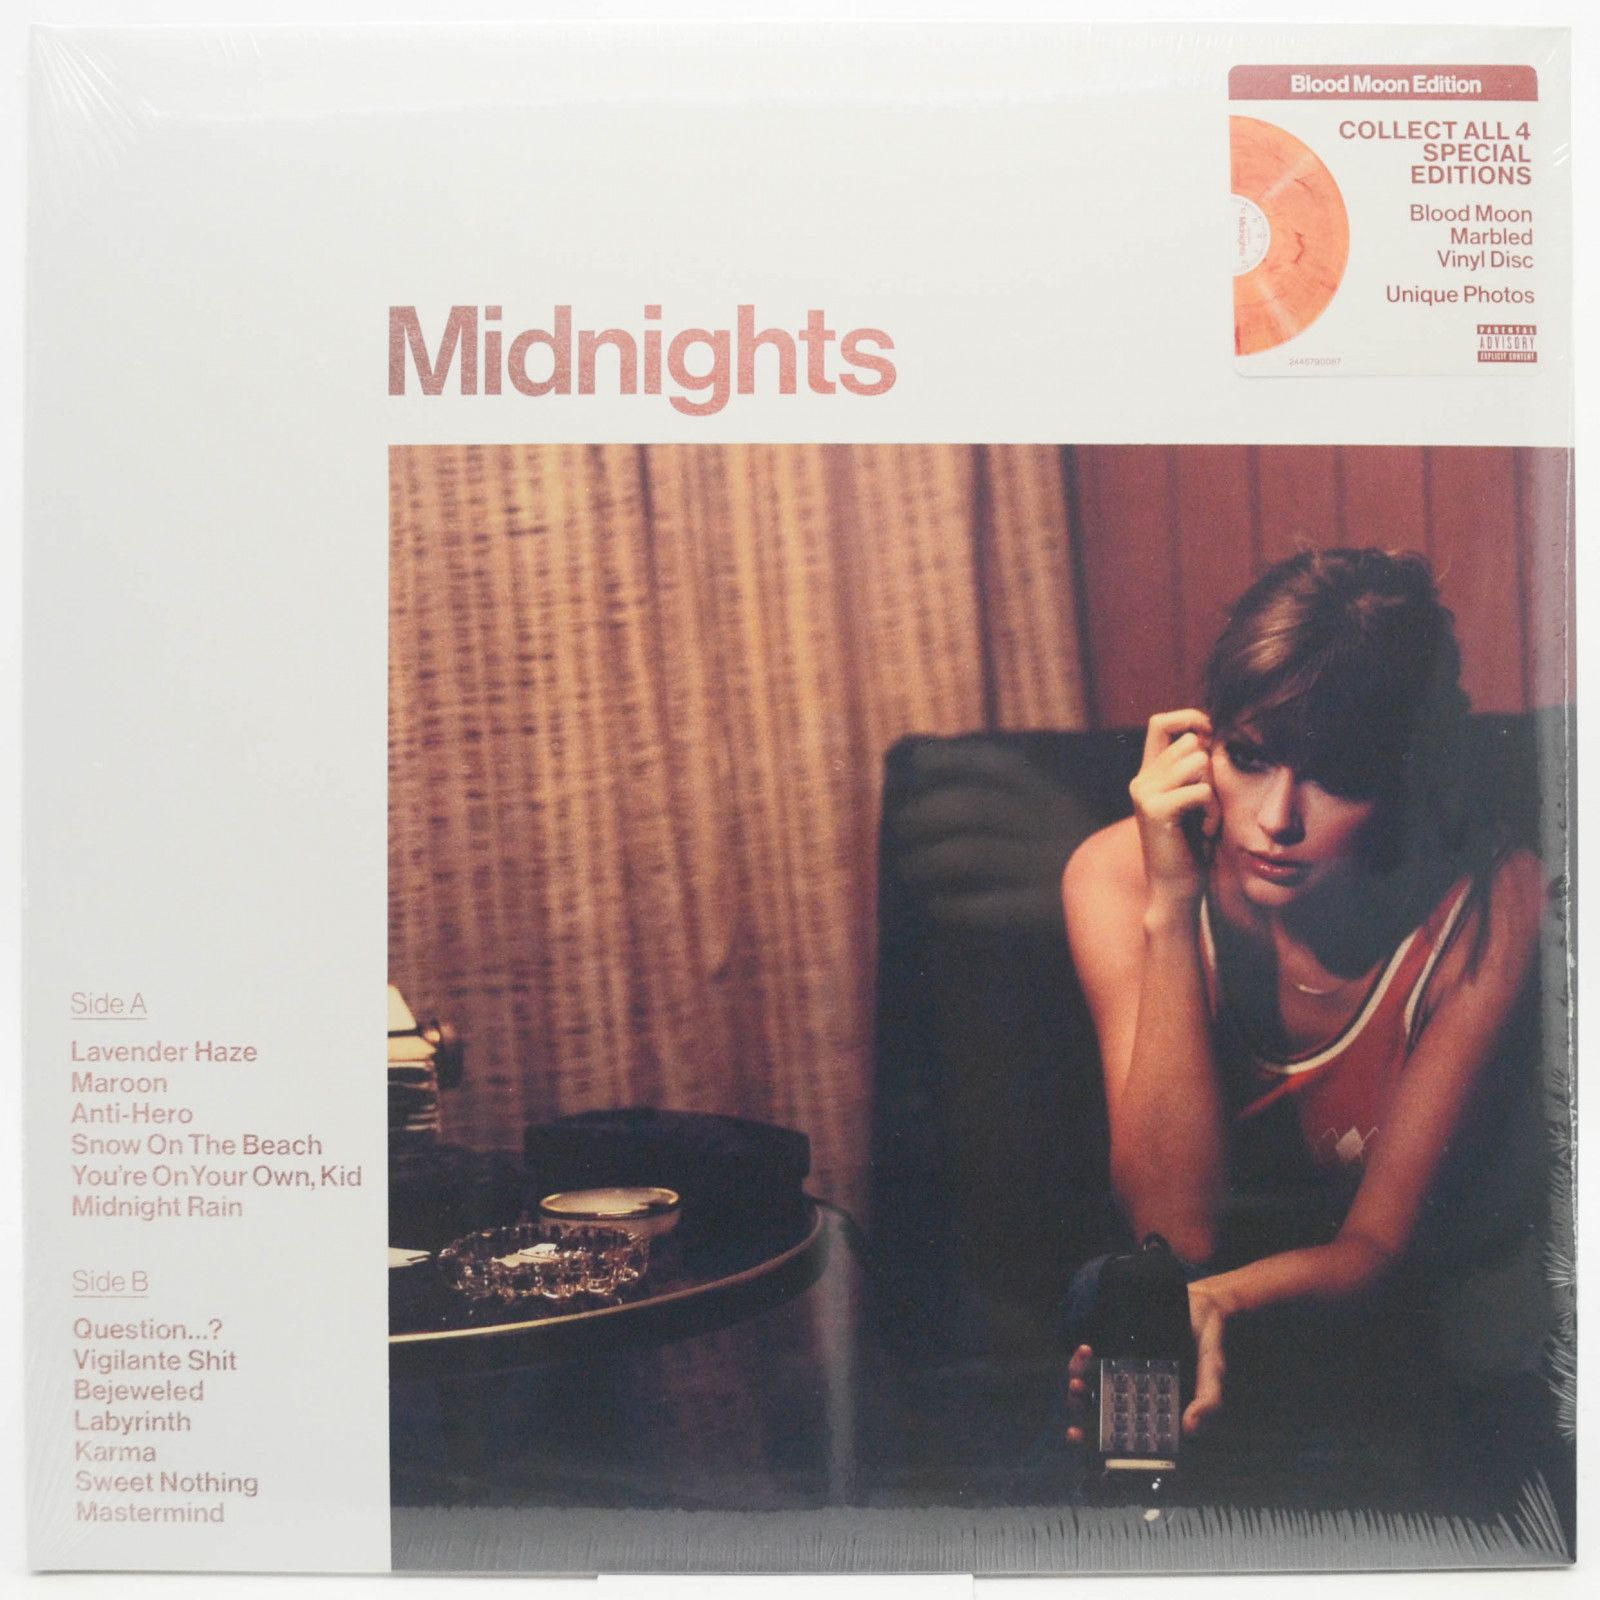 Blood Moon Edition
COLLECT ALL 4
SPECIAL
EDITIONS
Blood Moon
Marbled
Vinyl Disc
Unique Photos
Midnights
PARENTAL
ADVISORY
EXPLICIT CONTENT
2445790087
Midnights
Side A
Lavender Haze
Maroon
Anti-Hero
Snow On The Beach
You're On Your Own, Kid
Midnight Rain
Side B
Question...?
Vigilante Shit
Bejeweled
Labyrinth
Karma
Sweet Nothing
Mastermind